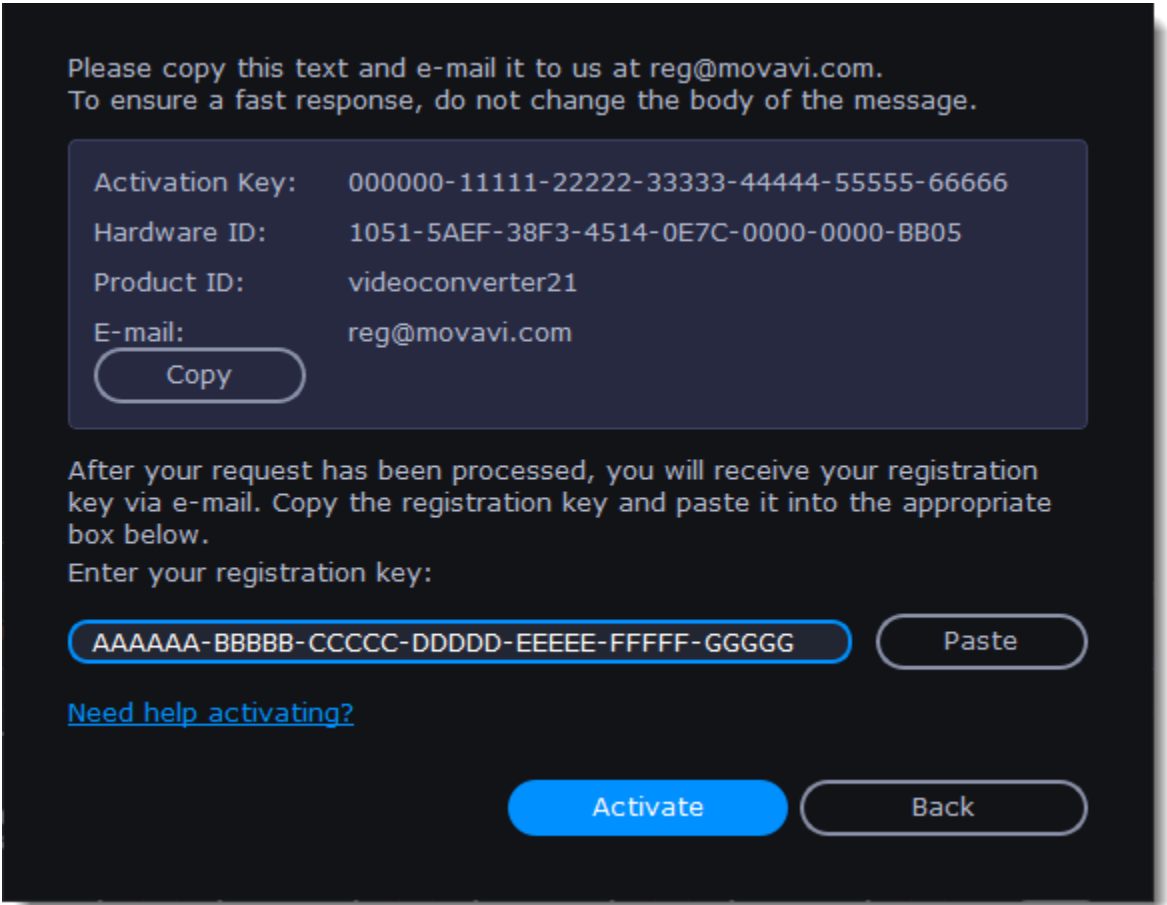 Please copy this text and e-mail it to us at reg@movavi.com.
To ensure a fast response, do not change the body of the message.
Activation Key: 000000-11111-22222-33333-44444-55555-66666
Hardware ID: 1051-5AEF-38F3-4514-0E7C-0000-0000-BB05
Product ID: videoconverter21
E-mail: reg@movavi.com
Copy
After your request has been processed, you will receive your registration
key via e-mail. Copy the registration key and paste it into the appropriate
box below.
Enter your registration key:
AAAAAA-BBBBB-CCCCC-DDDDD-EEEEE-FFFFF-GGGGG Paste
Need help activating?
Activate Back